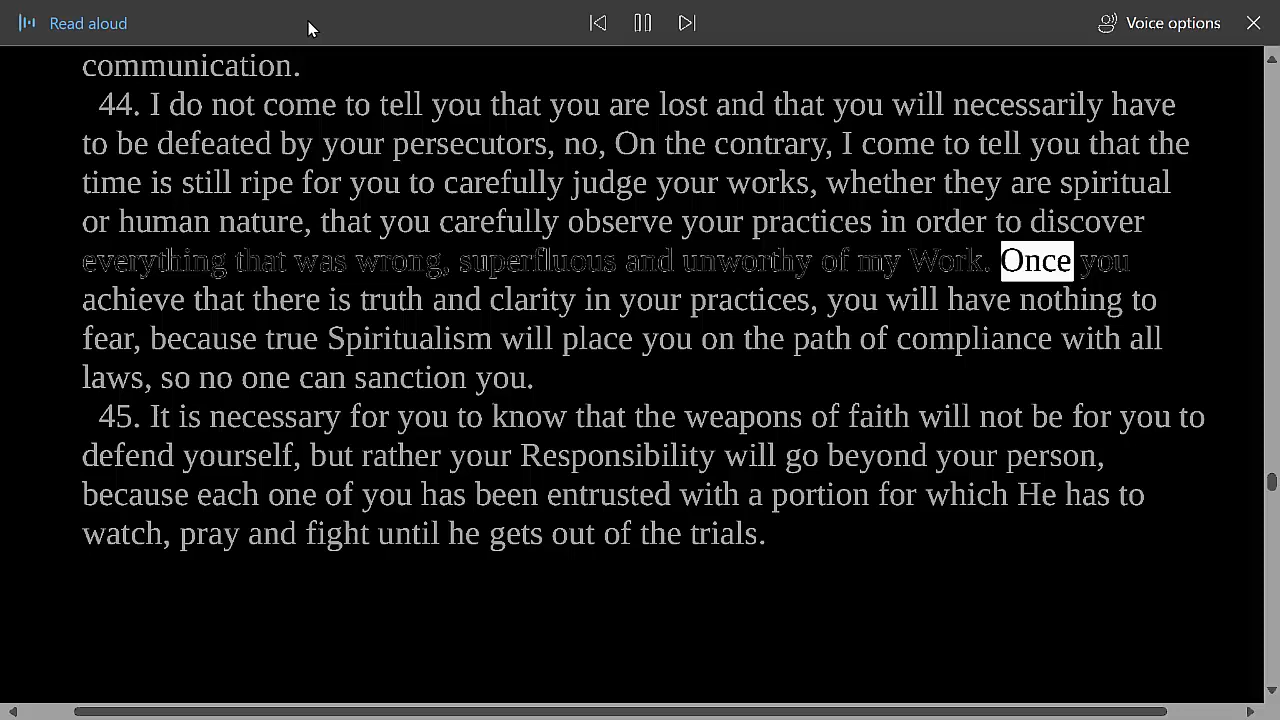 Read aloud
Voice options
communication.
44. I do not come to tell you that you are lost and that you will necessarily have
to be defeated by your persecutors, no, On the contrary, I come to tell you that the
time is still ripe for you to carefully judge your works, whether they are spiritual
or human nature, that you carefully observe your practices in order to discover
everything that was wrong, superfluous and unworthy of my Work. Once you
achieve that there is truth and clarity in your practices, you will have nothing to
fear, because true Spiritualism will place you on the path of compliance with all
laws, so no one can sanction you.
45. It is necessary for you to know that the weapons of faith will not be for you to
defend yourself, but rather your Responsibility will go beyond your person,
because each one of you has been entrusted with a portion for which He has to
watch, pray and fight until he gets out of the trials.